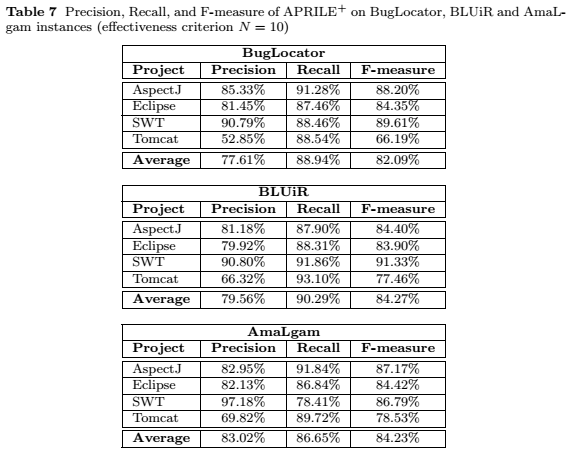 Table 7 Precision, Recall, and F-measure of APRILE+ on BugLocator, BLUiR and AmaL-
gam instances (effectiveness criterion N = 10)
BugLocator
Project Precision Recall F-measure
AspectJ 85.33% 91.28% 88.20%
Eclipse 81.45% 87.46% 84.35%
SWT 90.79% 88.46% 89.61%
Tomcat 52.85% 88.54% 66.19%
Average 77.61% 88.94% 82.09%
BLUiR
Project Precision Recall F-measure
AspectJ 81.18% 87.90% 84.40%
Eclipse 79.92% 88.31% 83.90%
SWT 90.80% 91.86% 91.33%
Tomcat 66.32% 93.10% 77.46%
Average 79.56% 90.29% 84.27%
AmaLgam
Project Precision Recall F-measure
AspectJ 82.95% 91.84% 87.17%
Eclipse 82.13% 86.84% 84.42%
SWT 97.18% 78.41% 86.79%
Tomcat 69.82% 89.72% 78.53%
Average 83.02% 86.65% 84.23%